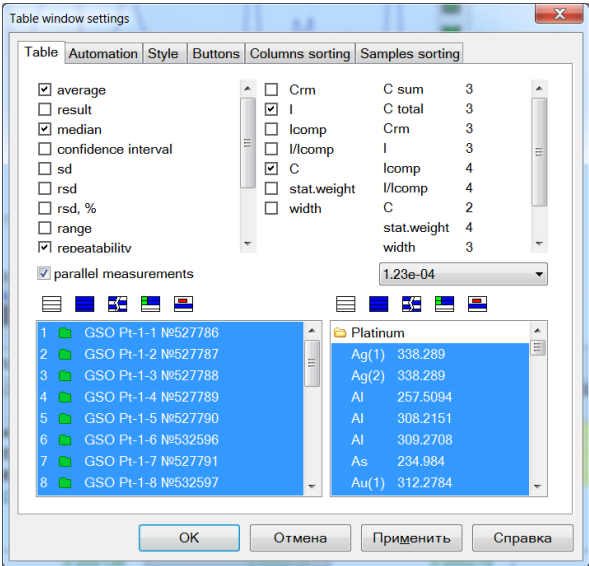 Table window settings
Table Automation Style Buttons Columns sorting Samples sorting
average
result
median
confidence interval
sd
rsd
rsd, %
range
repeatability
Crm
I
Icomp
I/Icomp
C
stat.weight
width
C sum 3
C total 3
Crm 3
I 3
Icomp 4
I/Icomp 4
C 2
stat.weight 4
width 3
parallel measurements
1.23e-04
1 GSO Pt-1-1 №527786
2 GSO Pt-1-2 №527787
3 GSO Pt-1-3 №527788
4 GSO Pt-1-4 №527789
5 GSO Pt-1-5 №527790
6 GSO Pt-1-6 №532596
7 GSO Pt-1-7 №527791
8 GSO Pt-1-8 №532597
Platinum
Ag(1) 338.289
Ag(2) 338.289
Al 257.5094
Al 308.2151
Al 309.2708
As 234.984
Au(1) 312.2784
OK Отмена Применить Справка